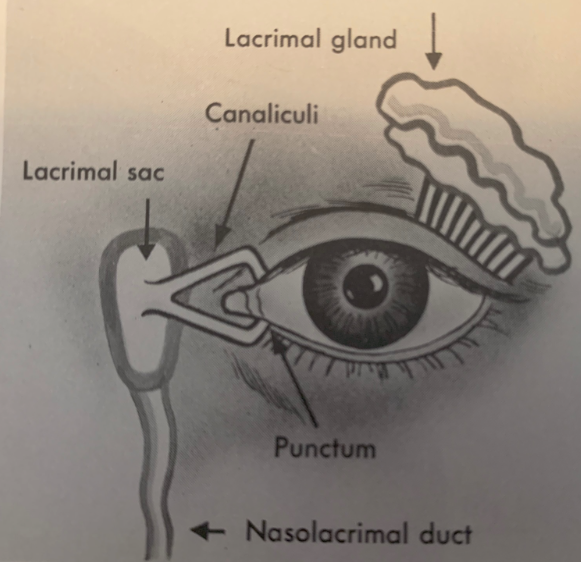 Lacrimal gland
Canaliculi
Lacrimal sac
Punctum
Nasolacrimal duct